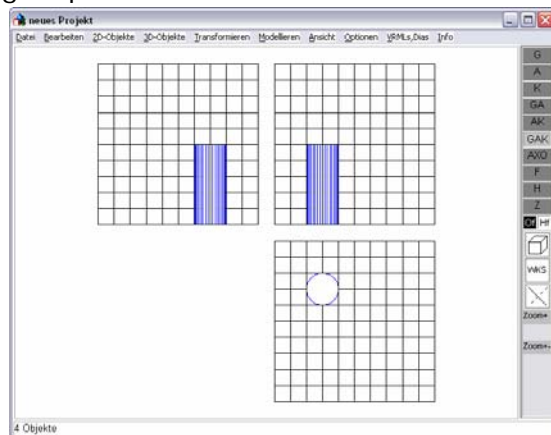 neues Projekt
Datei Bearbeiten 2D-Objekte 3D-Objekte Transformieren Modellieren Ansicht Optionen VRMLs,Dias Info
G
A
K
GA
AK
GAK
AXO
F
H
Z
Gf Hf
WKS
Zoom+
Zoom+-
4 Objekte